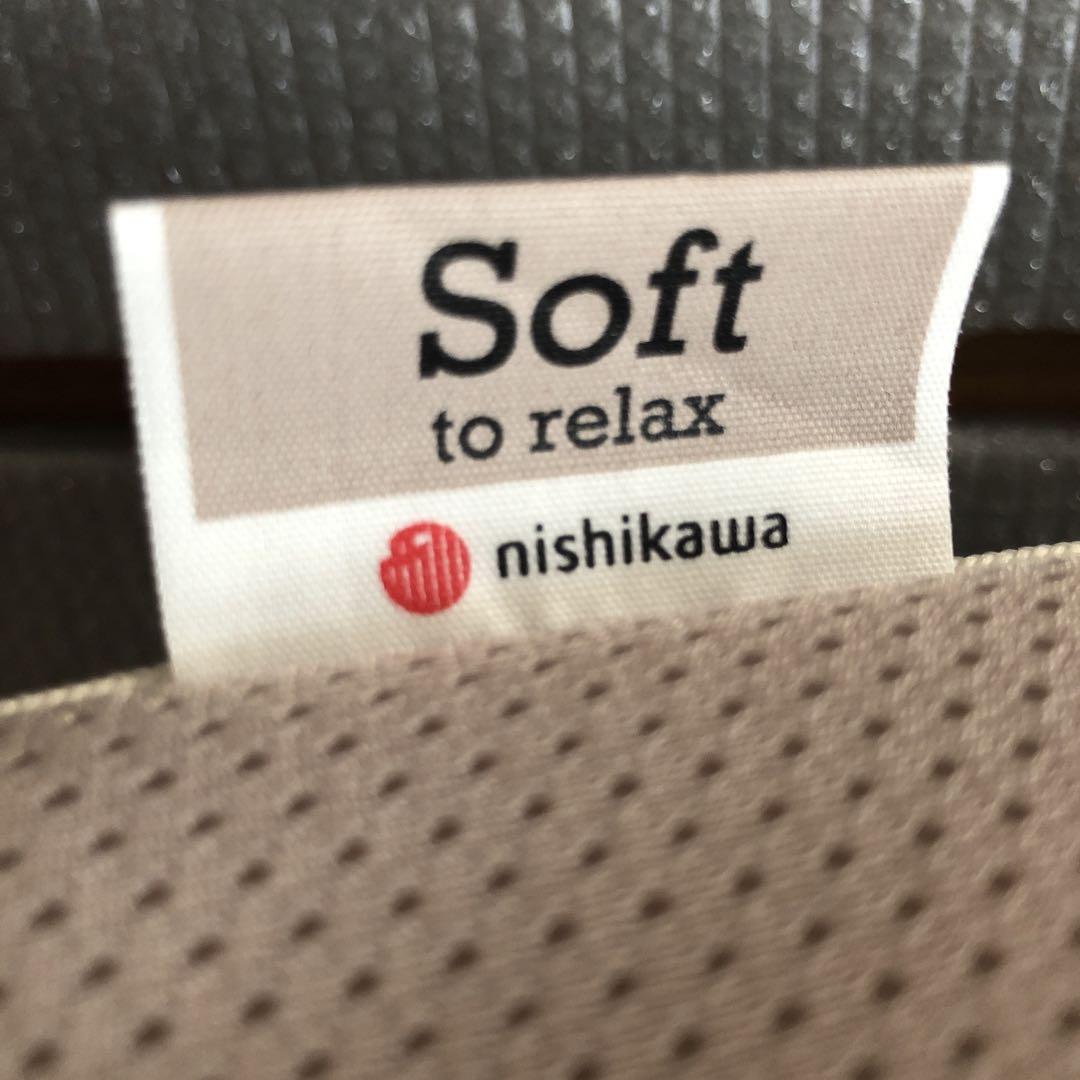 Soft
to relax
nishikawa